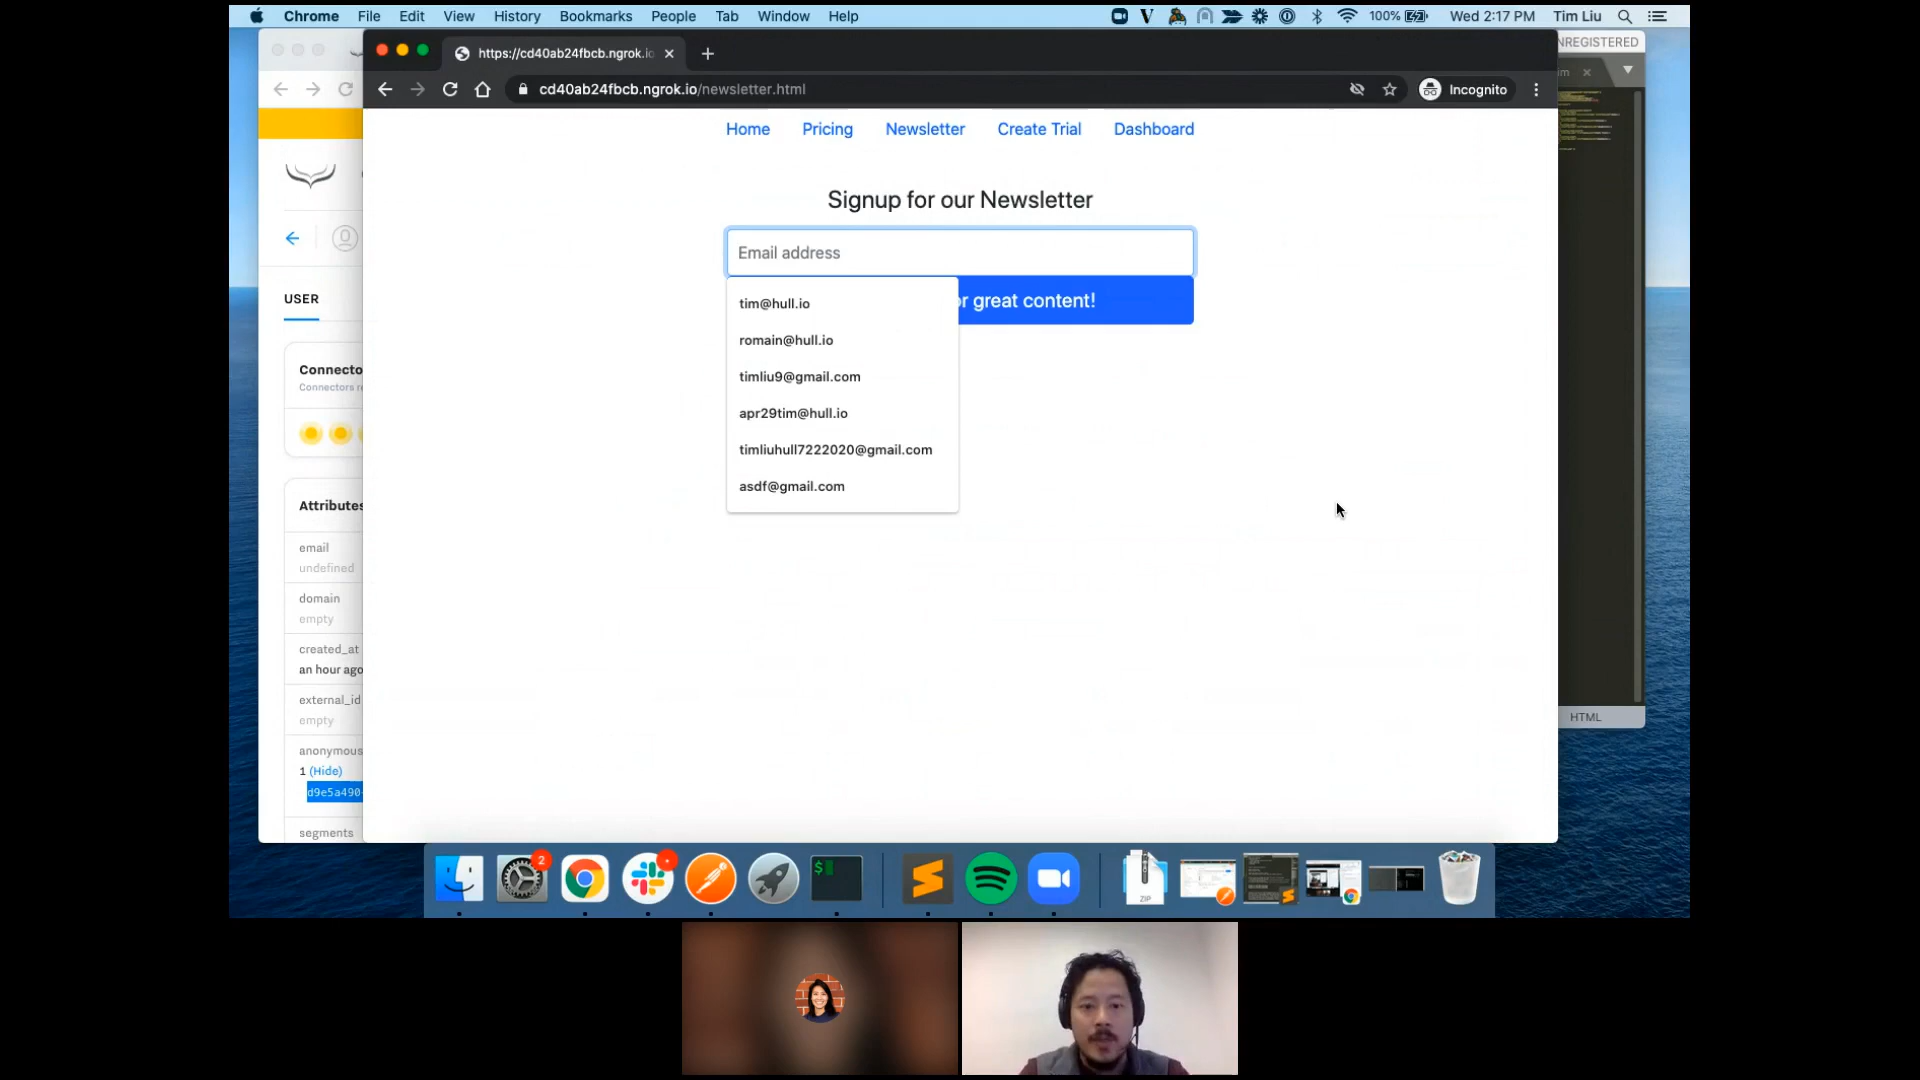 Chrome File Edit View History Bookmarks People Tab Window Help
100% Wed 2:17 PM Tim Liu
https://cd40ab24fbcb.ngrok.io
NREGISTERED
cd40ab24fbcb.ngrok.io/newsletter.html
Incognito
Home Pricing Newsletter Create Trial Dashboard
Signup for our Newsletter
Email address
or great content!
tim@hull.io
romain@hull.io
timliu9@gmail.com
apr29tim@hull.io
timliuhull7222020@gmail.com
asdf@gmail.com
USER
Connecto
Connectors re
Attributes
email
undefined
domain
empty
created_at
an hour ago
external_id
empty
anonymous
1 (Hide)
d9e5a490-
segments
HTML
2
$
ZIP